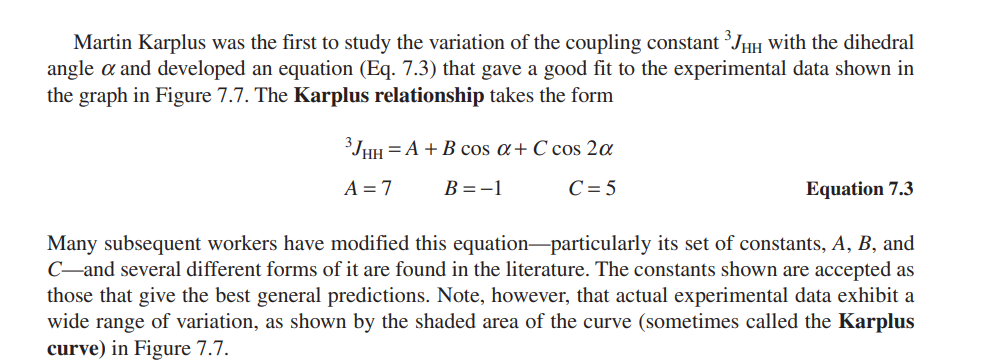 Martin Karplus was the first to study the variation of the coupling constant ³J_HH with the dihedral
angle α and developed an equation (Eq. 7.3) that gave a good fit to the experimental data shown in
the graph in Figure 7.7. The Karplus relationship takes the form
³J_HH = A + B cos α + C cos 2α
A = 7 B = −1 C = 5 Equation 7.3
Many subsequent workers have modified this equation—particularly its set of constants, A, B, and
C—and several different forms of it are found in the literature. The constants shown are accepted as
those that give the best general predictions. Note, however, that actual experimental data exhibit a
wide range of variation, as shown by the shaded area of the curve (sometimes called the Karplus
curve) in Figure 7.7.